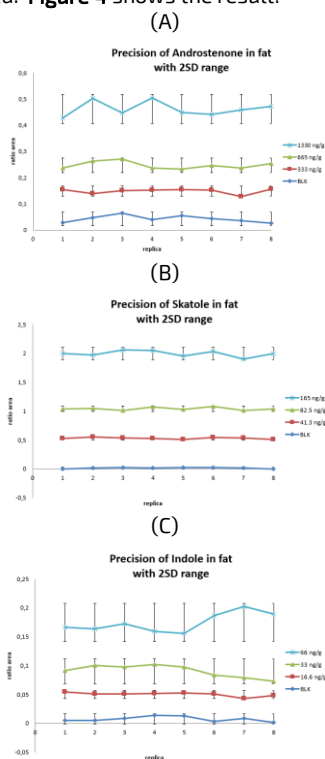 Figure 4 shows the result.
(A)
Precision of Androstenone in fat
with 2SD range
0,6
0,5
0,4
0,3
0,2
0,1
0
ratio area
0 1 2 3 4 5 6 7 8
replica
1330 ng/g
665 ng/g
333 ng/g
BLK
(B)
Precision of Skatole in fat
with 2SD range
2,5
2
1,5
1
0,5
0
-0,5
ratio area
0 1 2 3 4 5 6 7 8
replica
165 ng/g
82.5 ng/g
41.3 ng/g
BLK
(C)
Precision of Indole in fat
with 2SD range
0,25
0,2
0,15
0,1
0,05
0
-0,05
ratio area
0 1 2 3 4 5 6 7 8
replica
66 ng/g
33 ng/g
16.6 ng/g
BLK